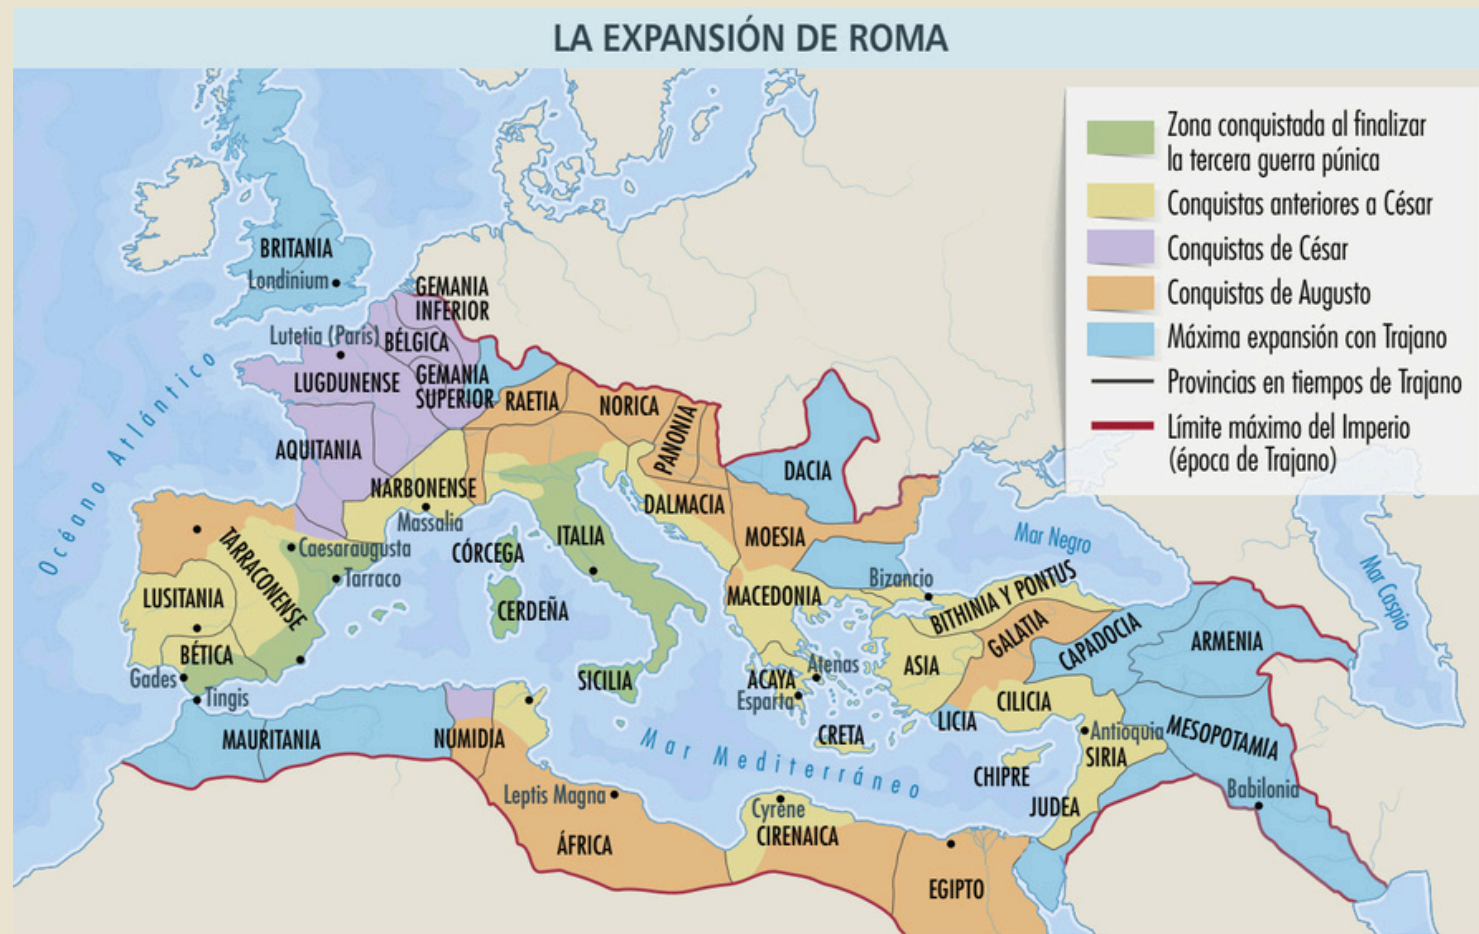 LA EXPANSIÓN DE ROMA
Zona conquistada al finalizar
la tercera guerra púnica
Conquistas anteriores a César
Conquistas de César
Conquistas de Augusto
Máxima expansión con Trajano
Provincias en tiempos de Trajano
Límite máximo del Imperio
(época de Trajano)
BRITANIA
Londinium
GEMANIA
INFERIOR
Lutetia (París)
BÉLGICA
LUGDUNENSE
GEMANIA
SUPERIOR
RAETIA
NORICA
PANONIA
Océano Atlántico
AQUITANIA
DACIA
NARBONENSE
Massalia
DALMACIA
MOESIA
ITALIA
CÓRCEGA
Mar Negro
TARRACONENSE
Caesaraugusta
Tarraco
Bizancio
BITHINIA Y PONTUS
Mar Caspio
LUSITANIA
CERDEÑA
MACEDONIA
GALATIA
CAPADOCIA
ARMENIA
BÉTICA
Gades
Tingis
SICILIA
ACAYA
Atenas
Esparta
ASIA
CILICIA
LICIA
MAURITANIA
NUMIDIA
Mar Mediterráneo
CRETA
CHIPRE
Antioquia
SIRIA
MESOPOTAMIA
Babilonia
Leptis Magna
Cyrene
CIRENAICA
JUDEA
ÁFRICA
EGIPTO